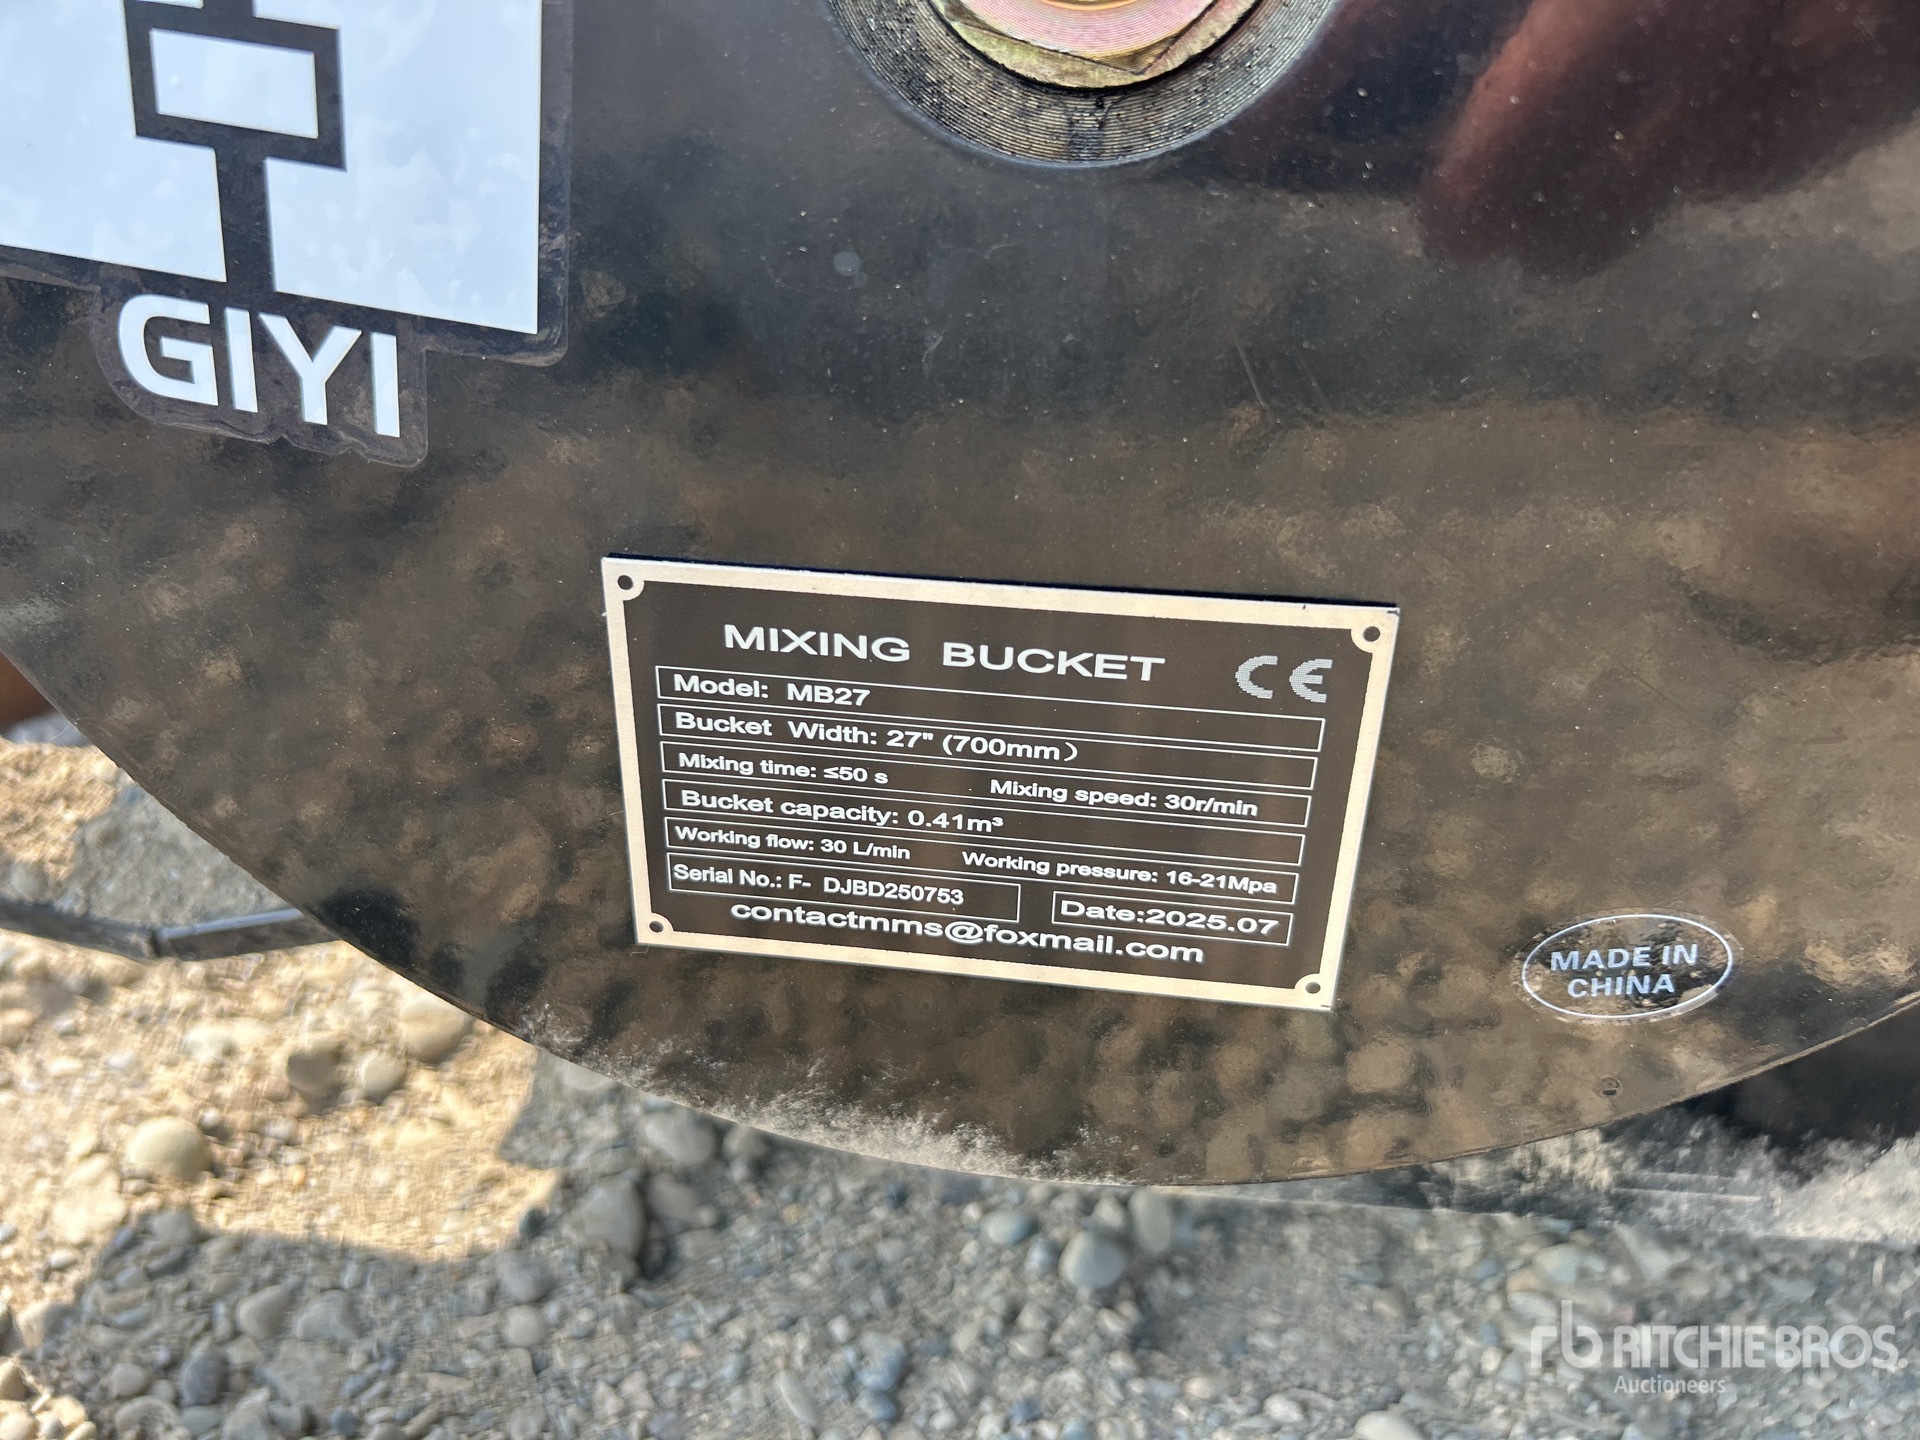 GIYI
MIXING BUCKET CE
Model: MB27
Bucket Width: 27" (700mm)
Mixing time: ≤50 s Mixing speed: 30r/min
Bucket capacity: 0.41m³
Working flow: 30 L/min Working pressure: 16-21Mpa
Serial No.: F- DJBD250753 Date:2025.07
contactmms@foxmail.com
MADE IN
CHINA
rb RITCHIE BROS.
Auctioneers